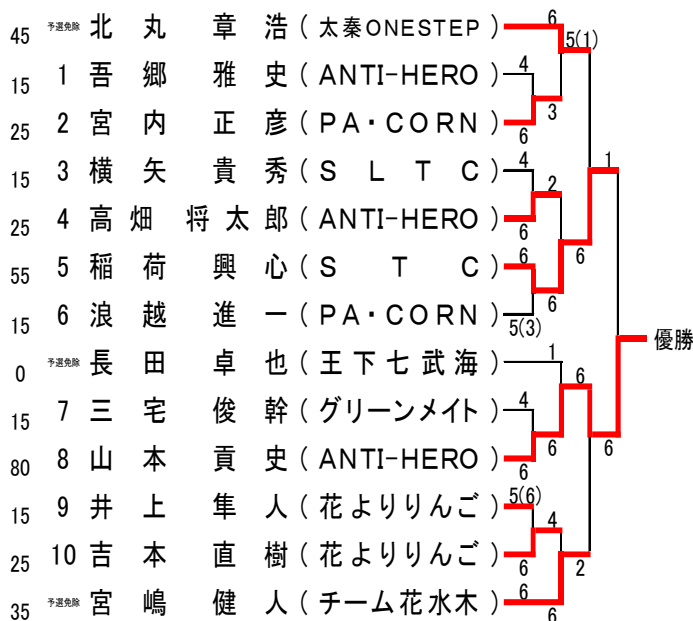 45 予選免除 北丸章浩(太秦ONESTEP) 6
5(1)
15 1 吾郷雅史(ANTI-HERO) 4
3
25 2 宮内正彦(PA・CORN) 6
1
15 3 横矢貴秀(SLTC) 4
2
25 4 高畑将太郎(ANTI-HERO) 6
6
55 5 稲荷興心(STC) 6
6
15 6 浪越進一(PA・CORN) 5(3)
優勝
0 予選免除 長田卓也(王下七武海) 1
6
15 7 三宅俊幹(グリーンメイト) 4
6 6
80 8 山本貢史(ANTI-HERO) 6
15 9 井上隼人(花よりりんご) 5(6)
4
25 10 吉本直樹(花よりりんご) 6
2
35 予選免除 宮嶋健人(チーム花水木) 6
6